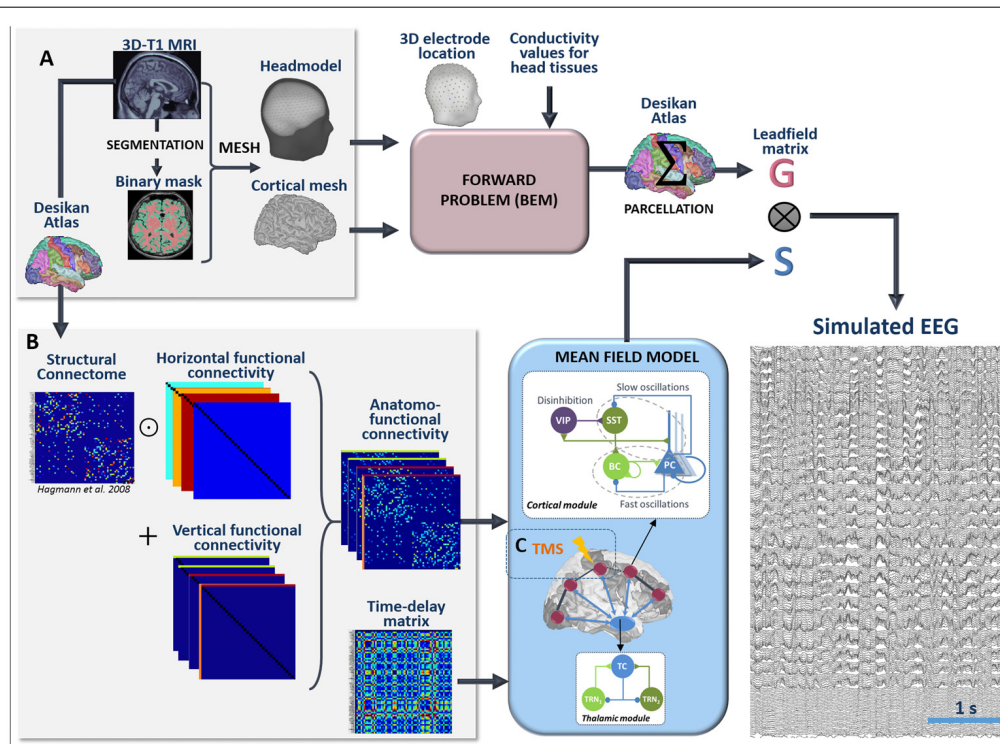 A
3D-T1 MRI
SEGMENTATION
Binary mask
Desikan
Atlas
MESH
Headmodel
Cortical mesh
3D electrode
location
Conductivity
values for
head tissues
FORWARD
PROBLEM (BEM)
Desikan
Atlas
Σ
PARCELLATION
Leadfield
matrix
G
⊗
S
Simulated EEG
1 s
B
Structural
Connectome
Hagmann et al. 2008
⊙
Horizontal functional
connectivity
+
Vertical functional
connectivity
Anatomo-
functional
connectivity
Time-delay
matrix
MEAN FIELD MODEL
Slow oscillations
Disinhibition
VIP
SST
BC
PC
Cortical module
Fast oscillations
C TMS
TC
TRN1
TRN2
Thalamic module